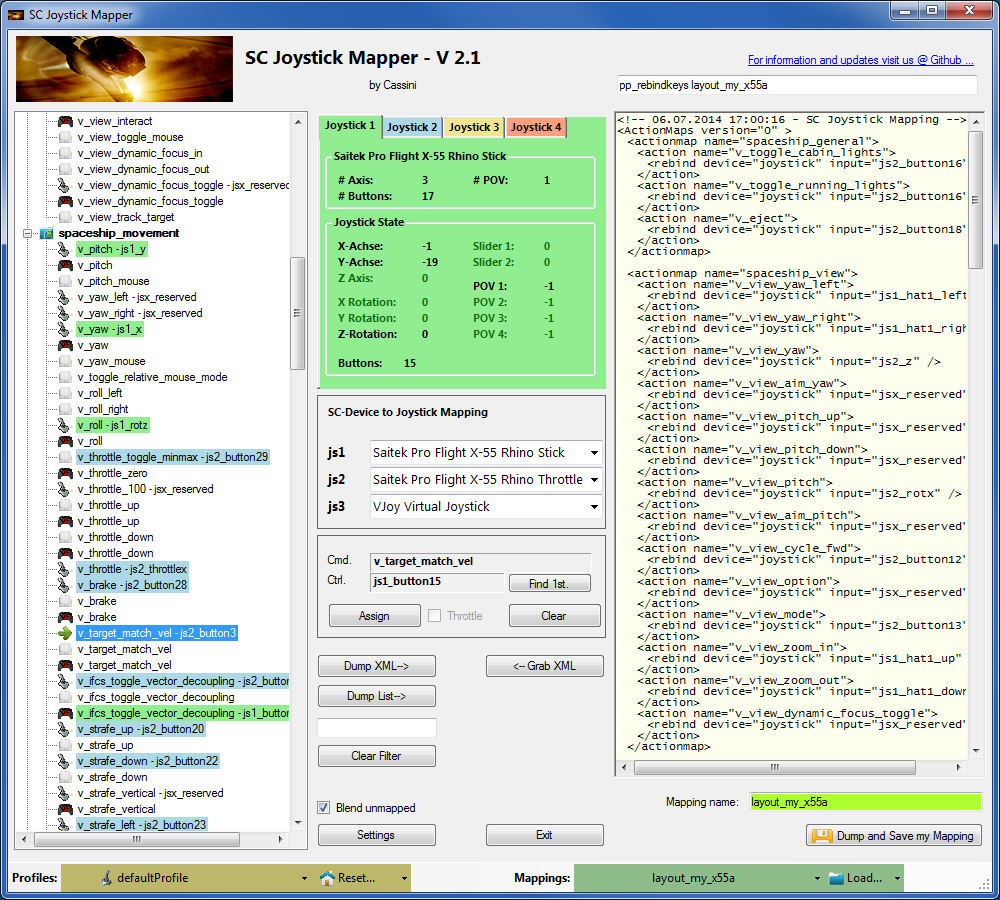 SC Joystick Mapper
SC Joystick Mapper - V 2.1
by Cassini
For information and updates visit us @ Github ...
pp_rebindkeys layout_my_x55a
v_view_interact
v_view_toggle_mouse
v_view_dynamic_focus_in
v_view_dynamic_focus_out
v_view_dynamic_focus_toggle - jsx_reserved
v_view_dynamic_focus_toggle
v_view_track_target
spaceship_movement
v_pitch - js1_y
v_pitch
v_pitch_mouse
v_yaw_left - jsx_reserved
v_yaw_right - jsx_reserved
v_yaw - js1_x
v_yaw
v_yaw_mouse
v_toggle_relative_mouse_mode
v_roll_left
v_roll_right
v_roll - js1_rotz
v_roll
v_throttle_toggle_minmax - js2_button29
v_throttle_zero
v_throttle_100 - jsx_reserved
v_throttle_up
v_throttle_up
v_throttle_down
v_throttle_down
v_throttle - js2_throttlex
v_brake - js2_button28
v_brake
v_brake
v_target_match_vel - js2_button3
v_target_match_vel
v_target_match_vel
v_ifcs_toggle_vector_decoupling - js2_buttor
v_ifcs_toggle_vector_decoupling
v_ifcs_toggle_vector_decoupling - js1_buttor
v_strafe_up - js2_button20
v_strafe_up
v_strafe_down - js2_button22
v_strafe_down
v_strafe_vertical - jsx_reserved
v_strafe_vertical
v_strafe_left - js2_button23
Joystick 1 Joystick 2 Joystick 3 Joystick 4
Saitek Pro Flight X-55 Rhino Stick
# Axis: 3 # POV: 1
# Buttons: 17
Joystick State
X-Achse: -1 Slider 1: 0
Y-Achse: -19 Slider 2: 0
Z Axis: 0
POV 1: -1
X Rotation: 0 POV 2: -1
Y Rotation: 0 POV 3: -1
Z-Rotation: 0 POV 4: -1
Buttons: 15
SC-Device to Joystick Mapping
js1 Saitek Pro Flight X-55 Rhino Stick
js2 Saitek Pro Flight X-55 Rhino Throttle
js3 VJoy Virtual Joystick
Cmd. v_target_match_vel
Ctrl. js1_button15 Find 1st.
Assign Throttle Clear
Dump XML--> <-- Grab XML
Dump List-->
Clear Filter
Blend unmapped
Settings Exit
<!-- 06.07.2014 17:00:16 - SC Joystick Mapping -->
<ActionMaps version="0" >
<actionmap name="spaceship_general">
<action name="v_toggle_cabin_lights">
<rebind device="joystick" input="js2_button16"
</action>
<action name="v_toggle_running_lights">
<rebind device="joystick" input="js2_button16"
</action>
<action name="v_eject">
<rebind device="joystick" input="js2_button18"
</action>
</actionmap>
<actionmap name="spaceship_view">
<action name="v_view_yaw_left">
<rebind device="joystick" input="js1_hat1_left
</action>
<action name="v_view_yaw_right">
<rebind device="joystick" input="js1_hat1_righ
</action>
<action name="v_view_yaw">
<rebind device="joystick" input="js2_z" />
</action>
<action name="v_view_aim_yaw">
<rebind device="joystick" input="jsx_reserved"
</action>
<action name="v_view_pitch_up">
<rebind device="joystick" input="jsx_reserved"
</action>
<action name="v_view_pitch_down">
<rebind device="joystick" input="jsx_reserved"
</action>
<action name="v_view_pitch">
<rebind device="joystick" input="js2_rotx" />
</action>
<action name="v_view_aim_pitch">
<rebind device="joystick" input="jsx_reserved"
</action>
<action name="v_view_cycle_fwd">
<rebind device="joystick" input="js2_button12"
</action>
<action name="v_view_option">
<rebind device="joystick" input="jsx_reserved"
</action>
<action name="v_view_mode">
<rebind device="joystick" input="js2_button13"
</action>
<action name="v_view_zoom_in">
<rebind device="joystick" input="js1_hat1_up"
</action>
<action name="v_view_zoom_out">
<rebind device="joystick" input="js1_hat1_down
</action>
<action name="v_view_dynamic_focus_toggle">
<rebind device="joystick" input="jsx_reserved"
</action>
</actionmap>
Mapping name: layout_my_x55a
Dump and Save my Mapping
Profiles: defaultProfile Reset... Mappings: layout_my_x55a Load...